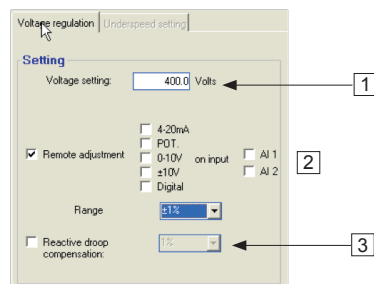 Voltage regulation Underspeed setting
Setting
Voltage setting: 400.0 Volts
1
4-20mA
POT.
Remote adjustment 0-10V on input AI 1
±10V AI 2
Digital
2
Range ±1%
Reactive droop compensation: 1%
3